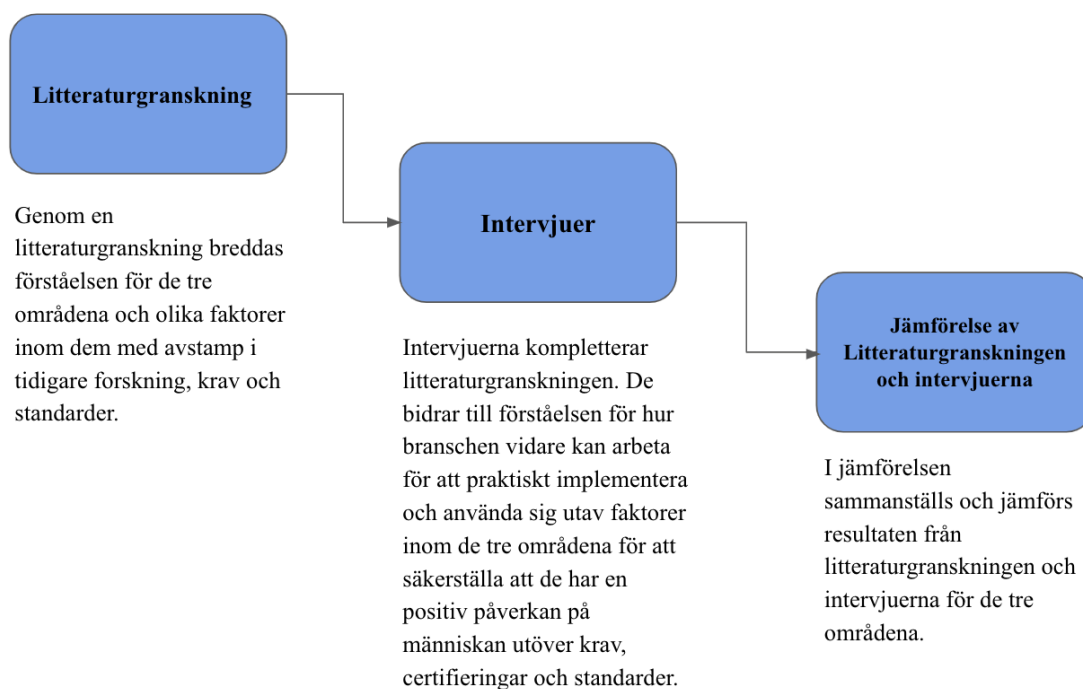 Litteraturgranskning
Genom en
litteraturgranskning breddas
förståelsen för de tre
områdena och olika faktorer
inom dem med avstamp i
tidigare forskning, krav och
standarder.
Intervjuer
Intervjuerna kompletterar
litteraturgranskningen. De
bidrar till förståelsen för hur
branschen vidare kan arbeta
för att praktiskt implementera
och använda sig utav faktorer
inom de tre områdena för att
säkerställa att de har en
positiv påverkan på
människan utöver krav,
certifieringar och standarder.
Jämförelse av
Litteraturgranskningen
och intervjuerna
I jämförelsen
sammanställs och jämförs
resultaten från
litteraturgranskningen och
intervjuerna för de tre
områdena.